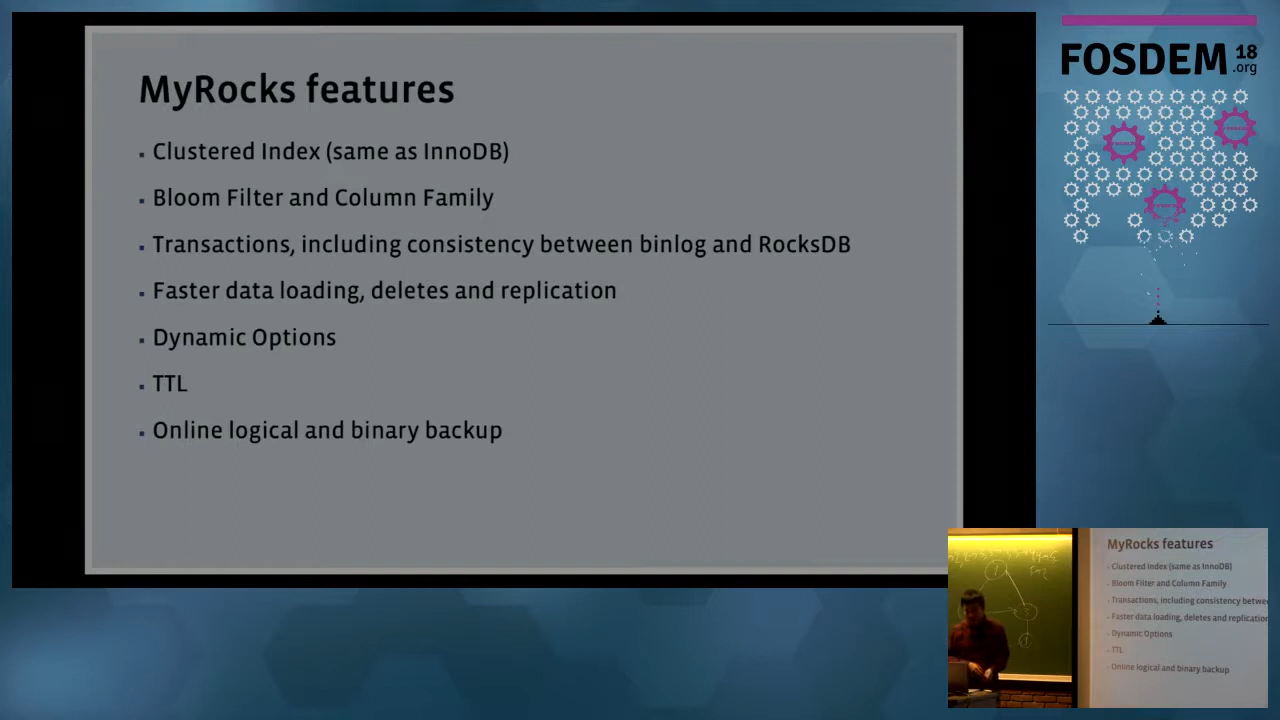 MyRocks features
Clustered Index (same as InnoDB)
Bloom Filter and Column Family
Transactions, including consistency between binlog and RocksDB
Faster data loading, deletes and replication
Dynamic Options
TTL
Online logical and binary backup
FOSDEM 18
.org
MyRocks features
Clustered Index (same as InnoDB)
Bloom Filter and Column Family
Transactions, including consistency betwee
Faster data loading, deletes and replication
Dynamic Options
TTL
Online logical and binary backup